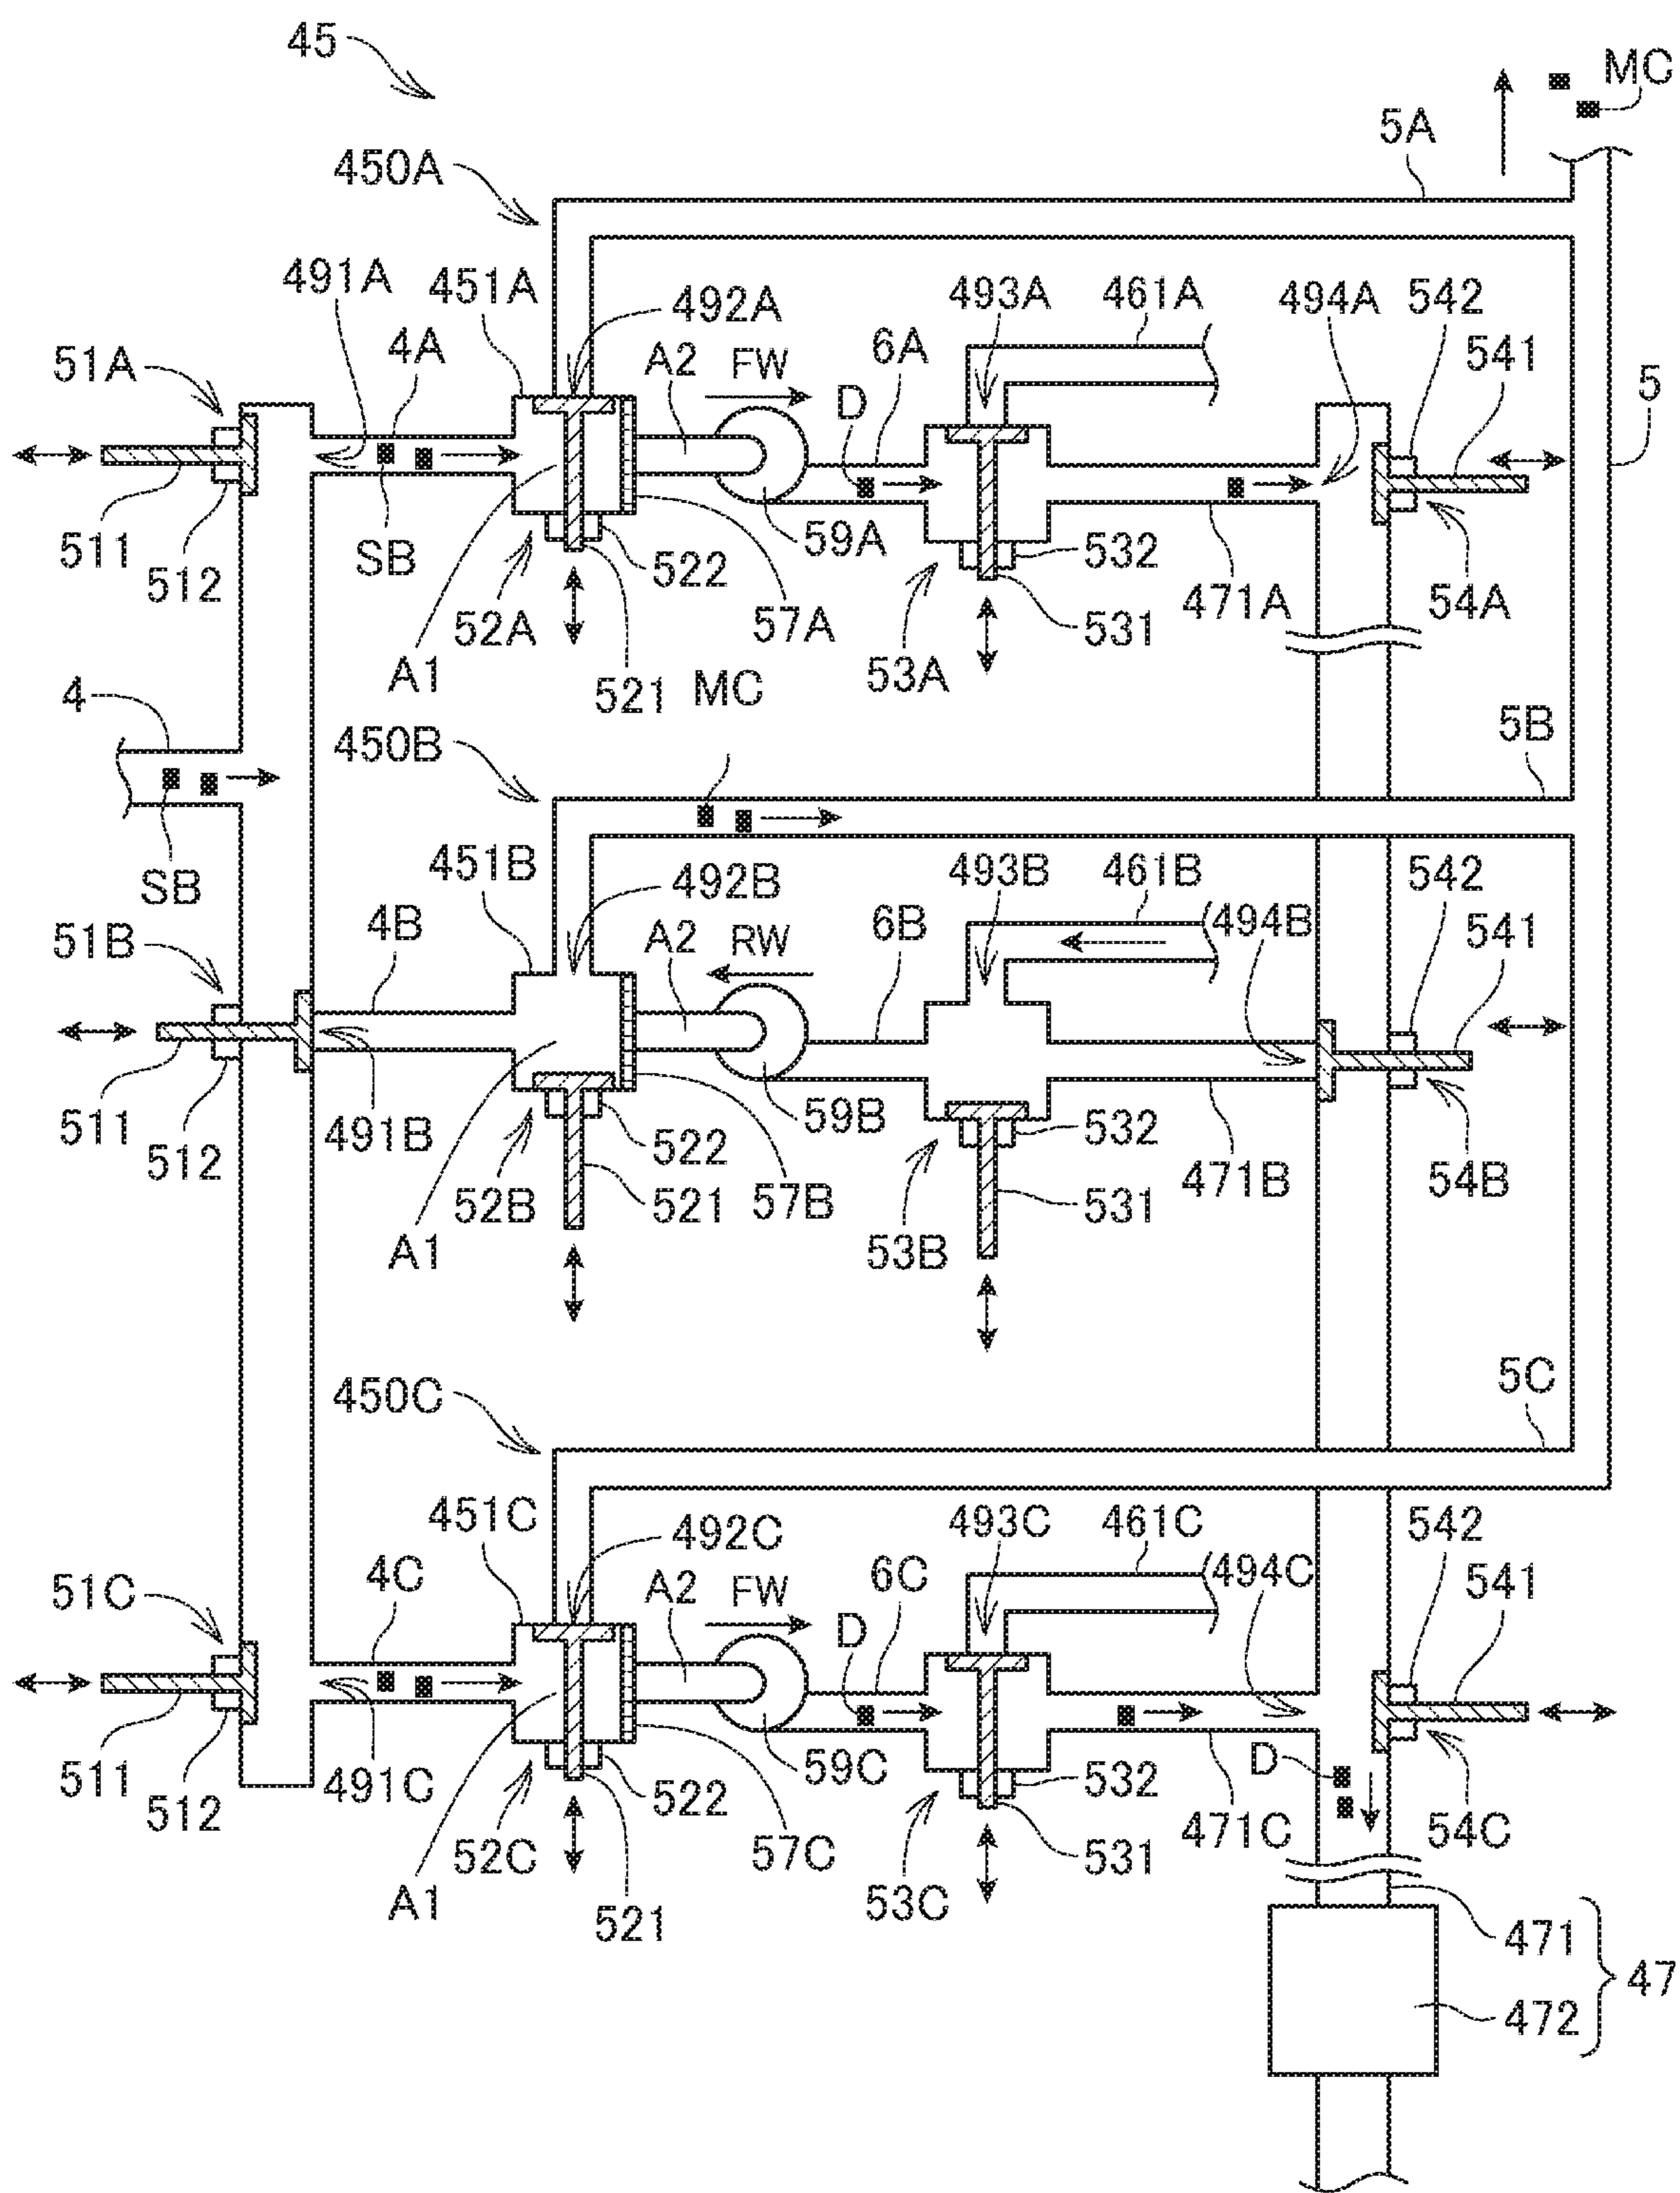 45
MC
5A
450A
491A
451A
492A
493A
461A
494A
542
51A
4A
A2
FW
6A
541
5
D
511
512
SB
59A
532
522
52A
57A
471A
54A
531
A1
521
MC
53A
4
450B
5B
SB
451B
492B
493B
461B
542
51B
4B
A2
RW
6B
494B
541
511
512
491B
59B
532
522
52B
521
57B
471B
54B
531
A1
53B
450C
5C
451C
492C
493C
461C
542
51C
4C
A2
FW
6C
494C
541
D
511
512
491C
59C
532
D
522
52C
57C
471C
54C
531
A1
521
53C
471
47
472